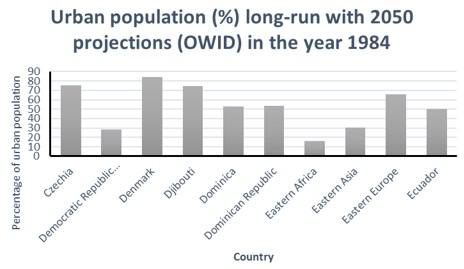 Urban population (%) long-run with 2050
projections (OWID) in the year 1984
Percentage of urban population
90
80
70
60
50
40
30
20
10
0
Czechia
Democratic Republic...
Denmark
Djibouti
Dominica
Dominican Republic
Eastern Africa
Eastern Asia
Eastern Europe
Ecuador
Country